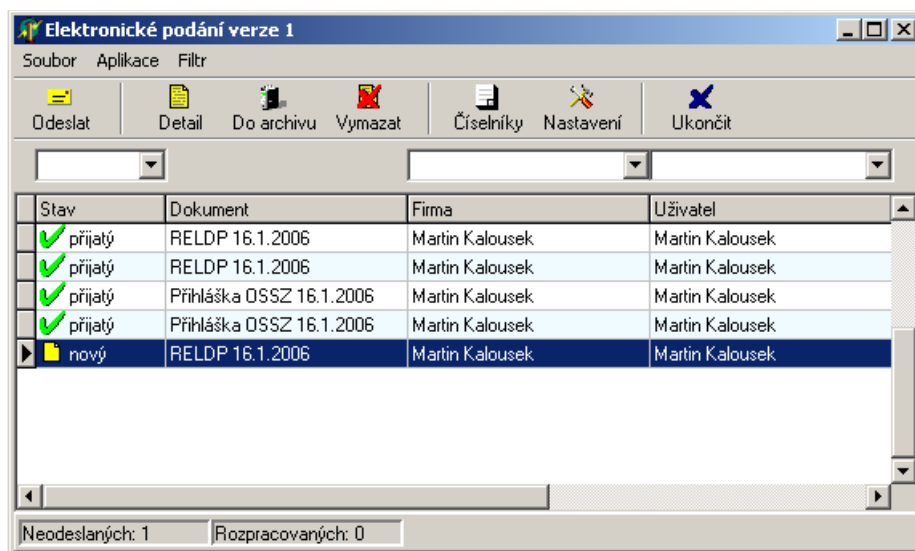 Elektronické podání verze 1
Soubor Aplikace Filtr
Odeslat Detail Do archivu Vymazat Číselníky Nastavení Ukončit
Stav Dokument Firma Uživatel
přijatý RELDP 16.1.2006 Martin Kalousek Martin Kalousek
přijatý RELDP 16.1.2006 Martin Kalousek Martin Kalousek
přijatý Přihláška OSSZ 16.1.2006 Martin Kalousek Martin Kalousek
přijatý Přihláška OSSZ 16.1.2006 Martin Kalousek Martin Kalousek
nový RELDP 16.1.2006 Martin Kalousek Martin Kalousek
Neodeslaných: 1 Rozpracovaných: 0